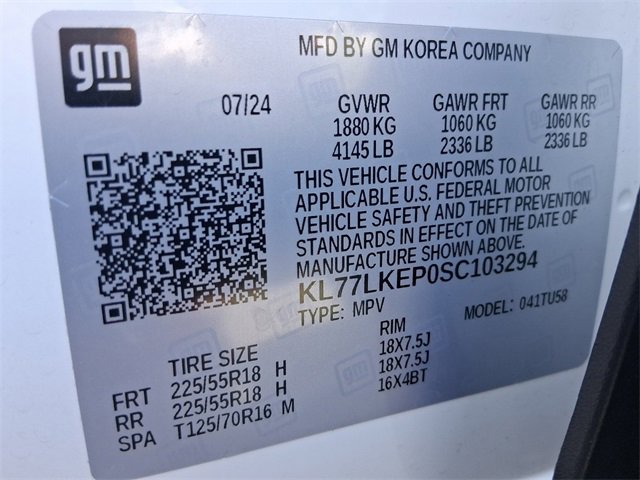 gm
MFD BY GM KOREA COMPANY
07/24
GVWR GAWR FRT GAWR RR
1880 KG 1060 KG 1060 KG
4145 LB 2336 LB 2336 LB
THIS VEHICLE CONFORMS TO ALL
APPLICABLE U.S. FEDERAL MOTOR
VEHICLE SAFETY AND THEFT PREVENTION
STANDARDS IN EFFECT ON THE DATE OF
MANUFACTURE SHOWN ABOVE.
KL77LKEP0SC103294
TYPE: MPV MODEL: 041TU58
TIRE SIZE RIM
FRT 225/55R18 H 18X7.5J
RR 225/55R18 H 18X7.5J
SPA T125/70R16 M 16X4BT